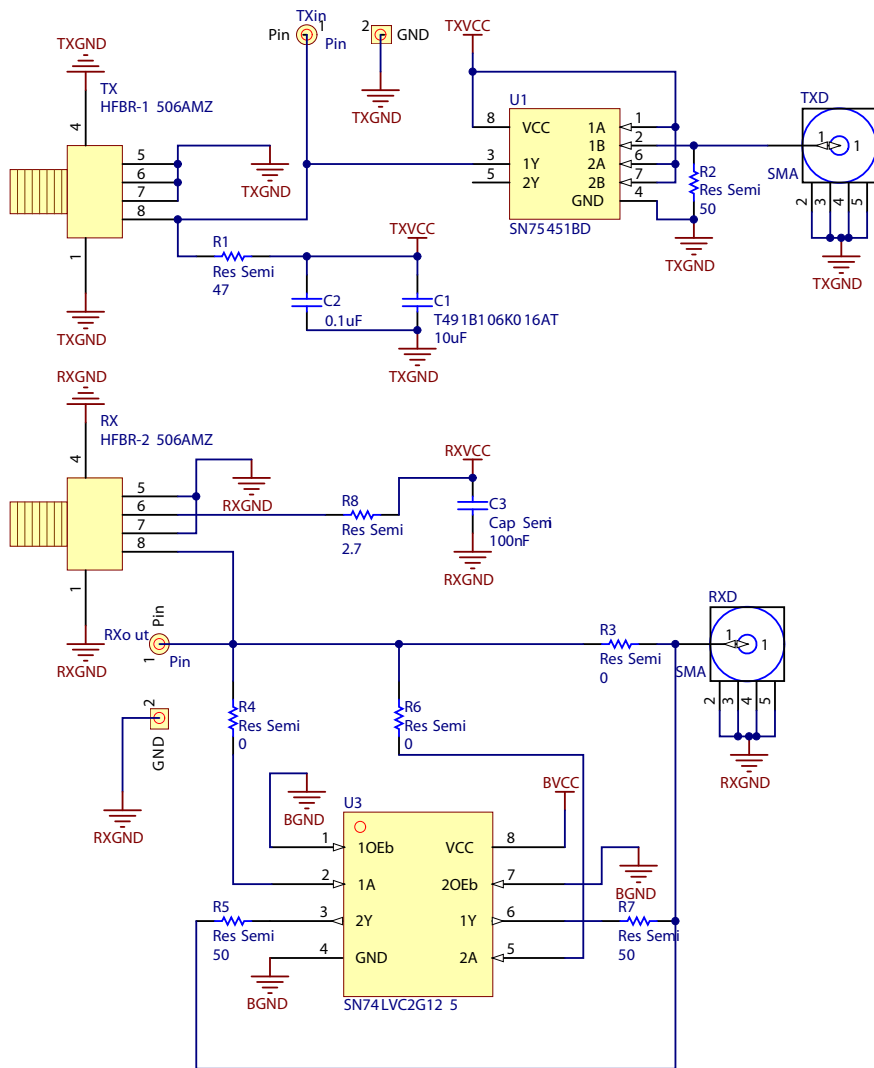 TXin
Pin 1 Pin
2 GND
TXGND
TXVCC
TXGND
TX
HFBR-1 506AMZ
4
5
6
7
8
1
TXGND
TXGND
R1
Res Semi
47
TXVCC
C2
0.1uF
C1
T491B106K016AT
10uF
TXGND
U1
8 VCC
3 1Y
5 2Y
1A 1
1B 2
2A 6
2B 7
GND 4
SN75451BD
R2
Res Semi
50
TXGND
TXD
1
1
SMA
2
3
4
5
TXGND
RXGND
RX
HFBR-2 506AMZ
4
5
6
7
8
1
RXGND
RXGND
R8
Res Semi
2.7
RXVCC
C3
Cap Semi
100nF
RXGND
RXo ut
Pin
1
Pin
2
GND
RXGND
R4
Res Semi
0
R6
Res Semi
0
R3
Res Semi
0
RXD
1
1
SMA
2
3
4
5
RXGND
BGND
U3
BVCC
1 1OEb
2 1A
3 2Y
4 GND
VCC 8
2OEb 7
1Y 6
2A 5
SN74LVC2G12 5
BGND
R5
Res Semi
50
BGND
R7
Res Semi
50